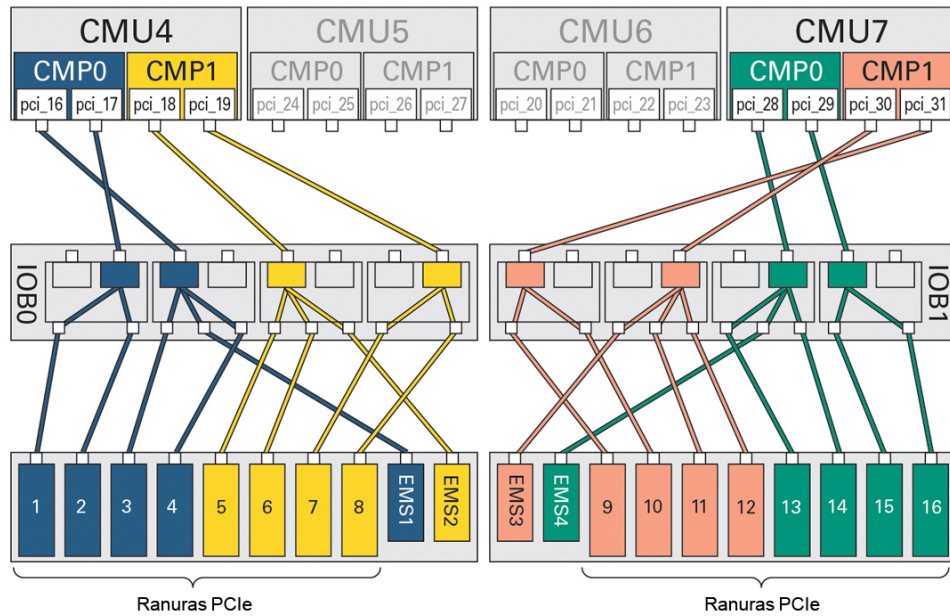 CMU4 CMU5 CMU6 CMU7
CMP0 CMP1 CMP0 CMP1 CMP0 CMP1 CMP0 CMP1
pci_16 pci_17 pci_18 pci_19 pci_24 pci_25 pci_26 pci_27 pci_20 pci_21 pci_22 pci_23 pci_28 pci_29 pci_30 pci_31
IOB0 IOB1
1 2 3 4 5 6 7 8 EMS1 EMS2 EMS3 EMS4 9 10 11 12 13 14 15 16
Ranuras PCIe Ranuras PCIe